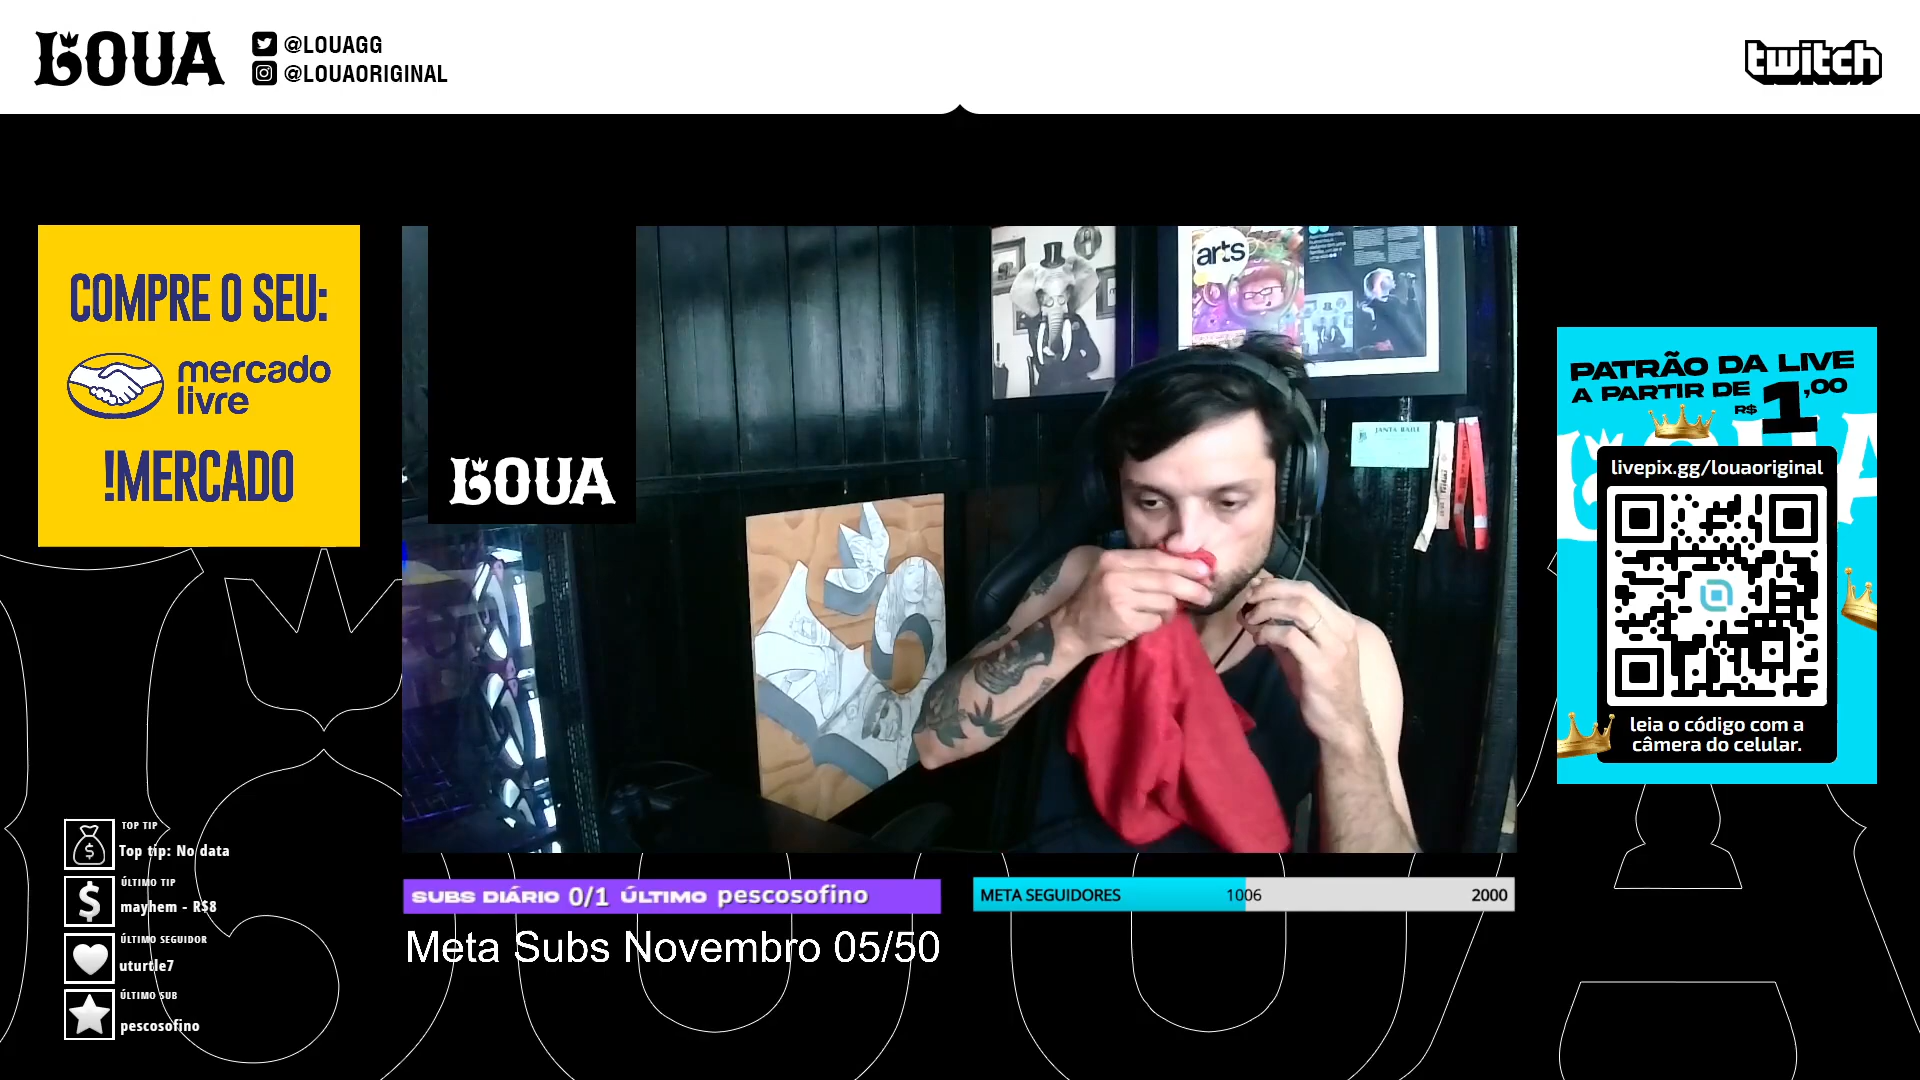 LOUA
@LOUAGG
@LOUAORIGINAL
twitch
COMPRE O SEU:
mercado
livre
!MERCADO
LOUA
arts
JANTA BAILE
PATRÃO DA LIVE
A PARTIR DE
R$ 1,00
livepix.gg/louaoriginal
leia o código com a
câmera do celular.
TOP TIP
Top tip: No data
ÚLTIMO TIP
mayhem - R$8
ÚLTIMO SEGUIDOR
uturtle7
ÚLTIMO SUB
pescosofino
SUBS DIÁRIO 0/1 ÚLTIMO pescosofino
META SEGUIDORES 1006 2000
Meta Subs Novembro 05/50